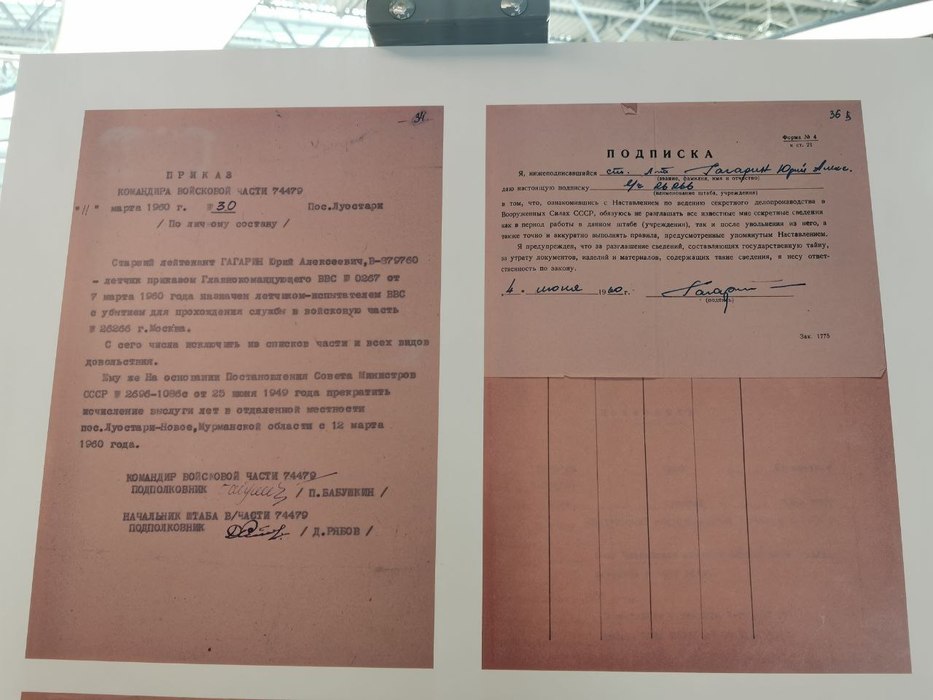 34
ПРИКАЗ
КОМАНДИРА ВОЙСКОВОЙ ЧАСТИ 74479
"11" марта 1960 г. № 30 Пос.Луостари
/ По личному составу /
Старший лейтенант ГАГАРИН Юрий Алексеевич, В-379760
- летчик приказом Главнокомандующего ВВС № 0267 от
7 марта 1960 года назначен летчиком-испытателем ВВС
с убытием для прохождения службы в войсковую часть
№ 26266 г.Москва.
С сего числа исключить из списков части и всех видов
довольствия.
Ему же На основании Постановления Совета Министров
СССР № 2696-1086с от 25 июня 1949 года прекратить
исчисление выслуги лет в отдаленной местности
пос.Луостари-Новое,Мурманской области с 12 марта
1960 года.
КОМАНДИР ВОЙСКОВОЙ ЧАСТИ 74479
ПОДПОЛКОВНИК / П.БАБУШКИН /
НАЧАЛЬНИК ШТАБА В/ЧАСТИ 74479
ПОДПОЛКОВНИК / Д.РЯБОВ /
36
Форма № 4
к ст. 21
ПОДПИСКА
Я, нижеподписавшийся ст. л-т Гагарин Юрий Алекс.
(звание, фамилия, имя и отчество)
даю настоящую подписку в/ч 26266
(наименование штаба, учреждения)
в том, что, ознакомившись с Наставлением по ведению секретного делопроизводства в
Вооруженных Силах СССР, обязуюсь не разглашать все известные мне секретные сведения
как в период работы в данном штабе (учреждении), так и после увольнения из него, а
также точно и аккуратно выполнять правила, предусмотренные упомянутым Наставлением.
Я предупрежден, что за разглашение сведений, составляющих государственную тайну,
за утрату документов, изделий и материалов, содержащих такие сведения, я несу ответ-
ственность по закону.
4 июня 1960 г. Гагарин
(подпись)
Зак. 1775